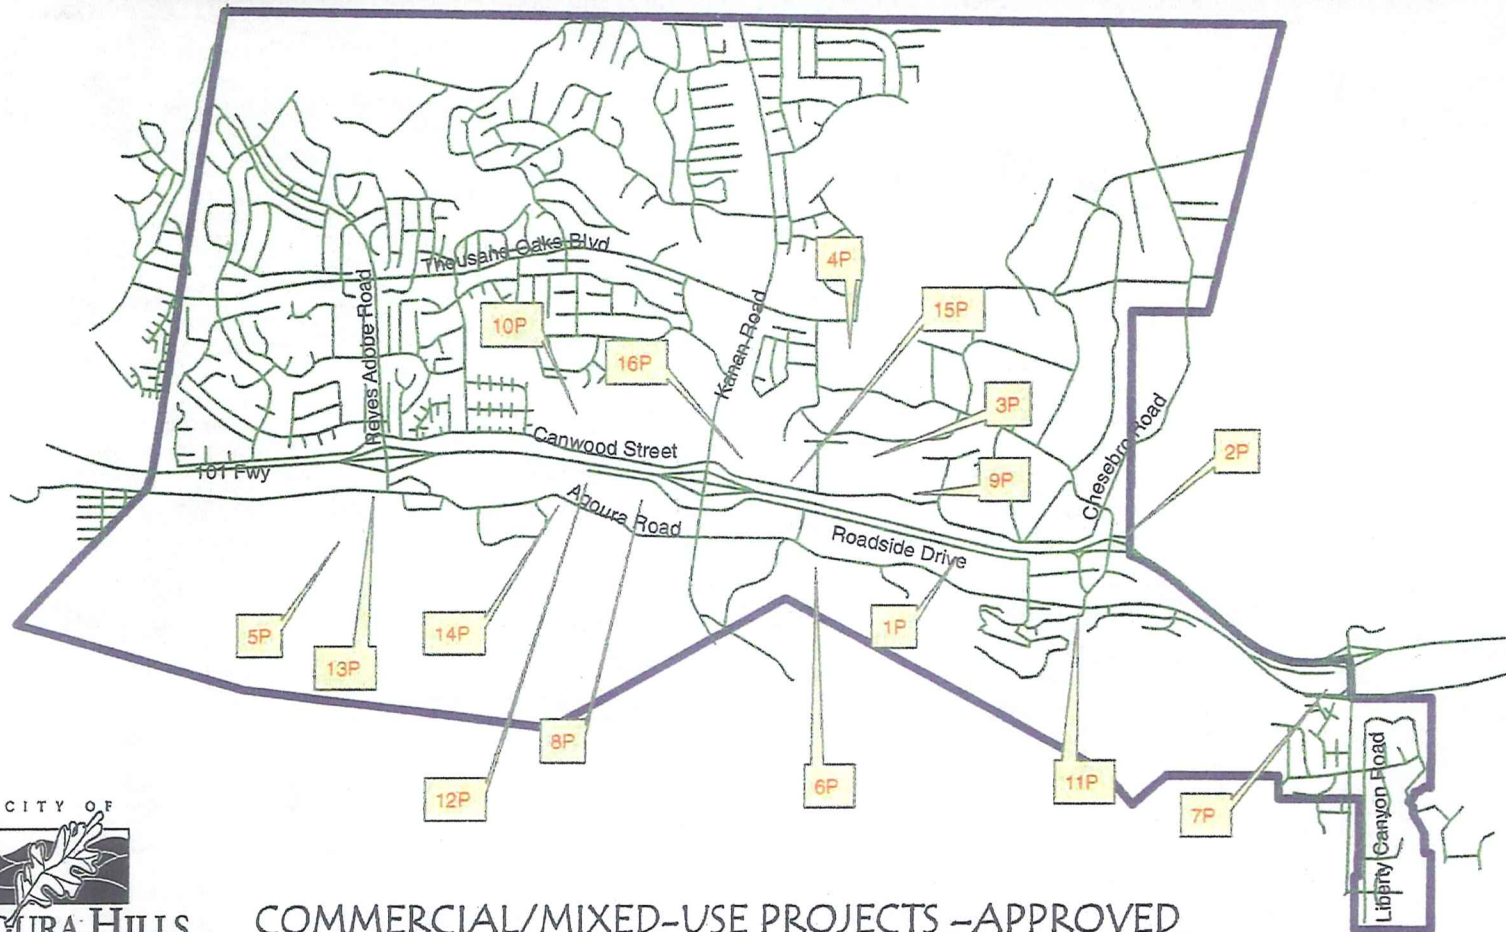 4P
Thousand Oaks Blvd
15P
10P
16P
Kanan Road
Reyes Adobe Road
3P
Canwood Street
Chesebro Road
2P
101 Fwy
9P
Agoura Road
Roadside Drive
5P
14P
1P
13P
8P
12P
6P
11P
7P
Liberty Canyon Road
CITY OF
HILLS
COMMERCIAL/MIXED-USE PROJECTS –APPROVED